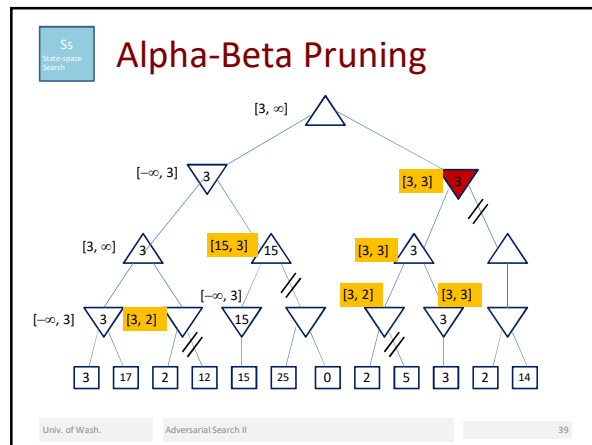 Ss
State-space
Search
Alpha-Beta Pruning
[3, ∞]
[−∞, 3] 3 [3, 3] 3
[3, ∞] 3 [15, 3] 15 [3, 3] 3
[−∞, 3] [3, 2] [3, 3]
[−∞, 3] 3 [3, 2] 15 3
3 17 2 12 15 25 0 2 5 3 2 14
Univ. of Wash. Adversarial Search II 39